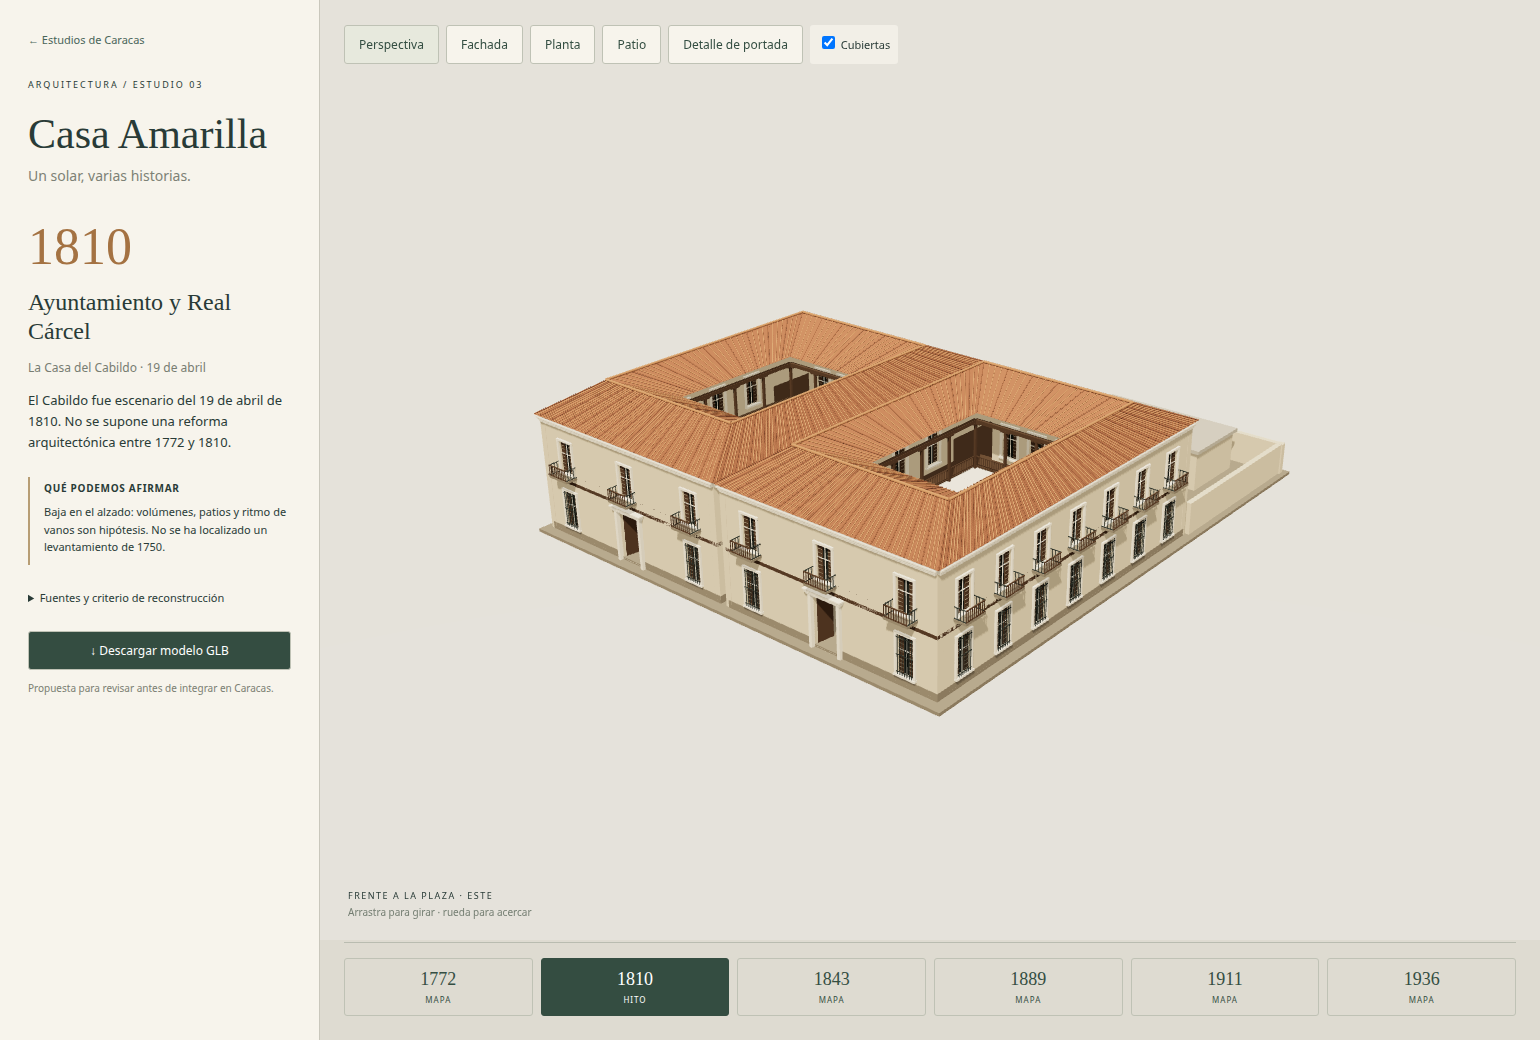 ← Estudios de Caracas
ARQUITECTURA / ESTUDIO 03
Casa Amarilla
Un solar, varias historias.
1810
Ayuntamiento y Real
Cárcel
La Casa del Cabildo · 19 de abril
El Cabildo fue escenario del 19 de abril de
1810. No se supone una reforma
arquitectónica entre 1772 y 1810.
QUÉ PODEMOS AFIRMAR
Baja en el alzado: volúmenes, patios y ritmo de
vanos son hipótesis. No se ha localizado un
levantamiento de 1750.
▶ Fuentes y criterio de reconstrucción
↓ Descargar modelo GLB
Propuesta para revisar antes de integrar en Caracas.
Perspectiva
Fachada
Planta
Patio
Detalle de portada
Cubiertas
FRENTE A LA PLAZA · ESTE
Arrastra para girar · rueda para acercar
1772
MAPA
1810
HITO
1843
MAPA
1889
MAPA
1911
MAPA
1936
MAPA